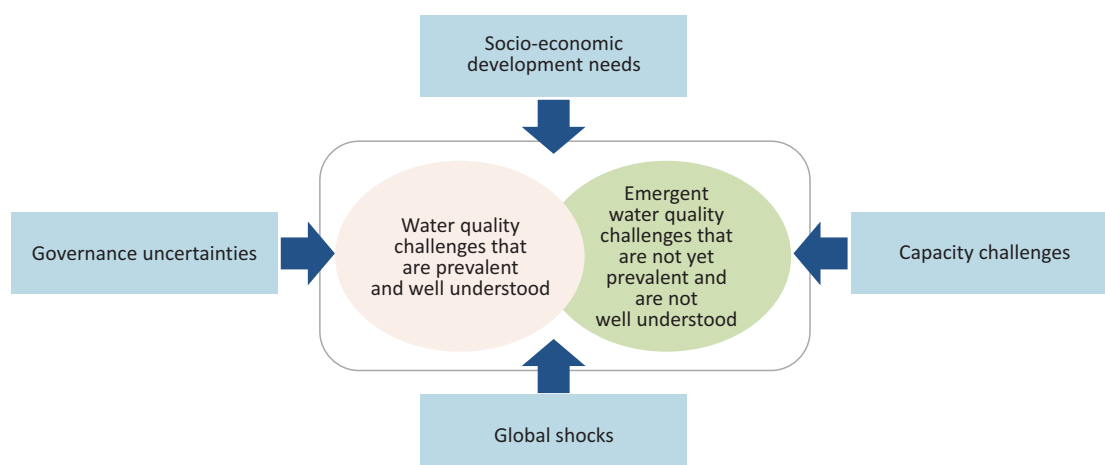 Socio-economic
development needs
Governance uncertainties
Water quality
challenges that
are prevalent
and well understood
Emergent
water quality
challenges that
are not yet
prevalent and
are not
well understood
Capacity challenges
Global shocks